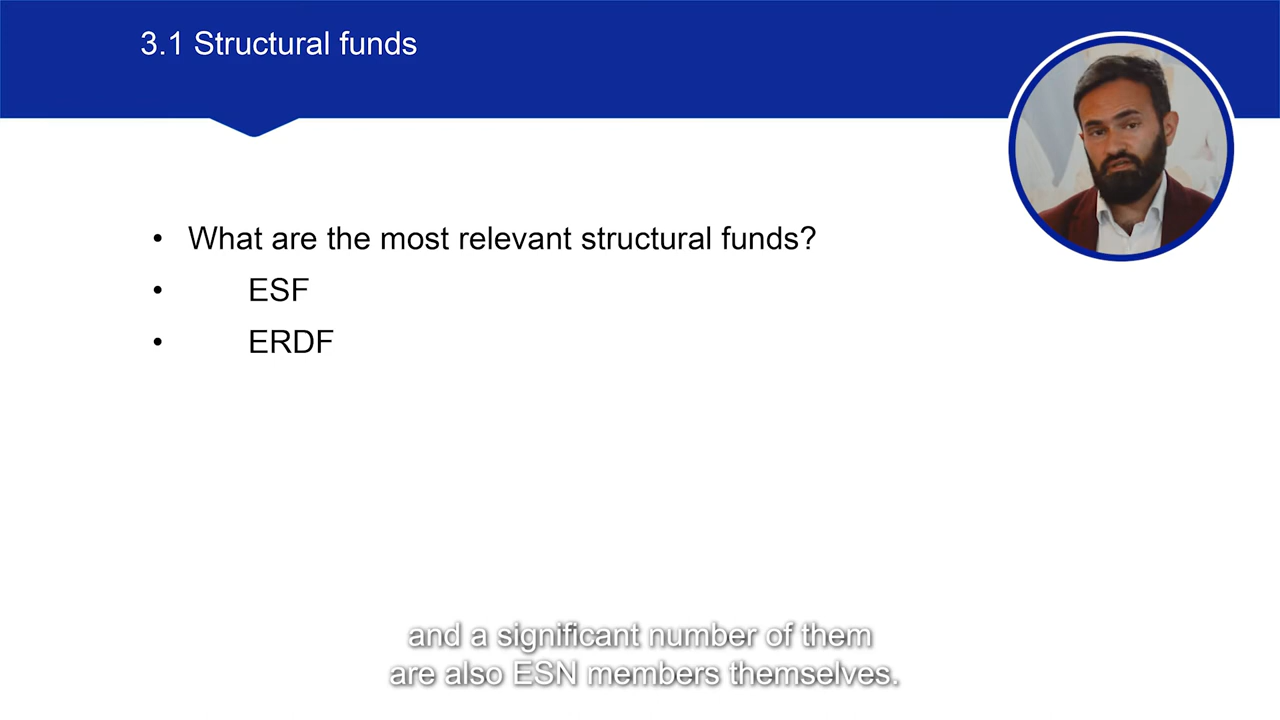 3.1 Structural funds
• What are the most relevant structural funds?
• ESF
• ERDF
and a significant number of them
are also ESN members themselves.